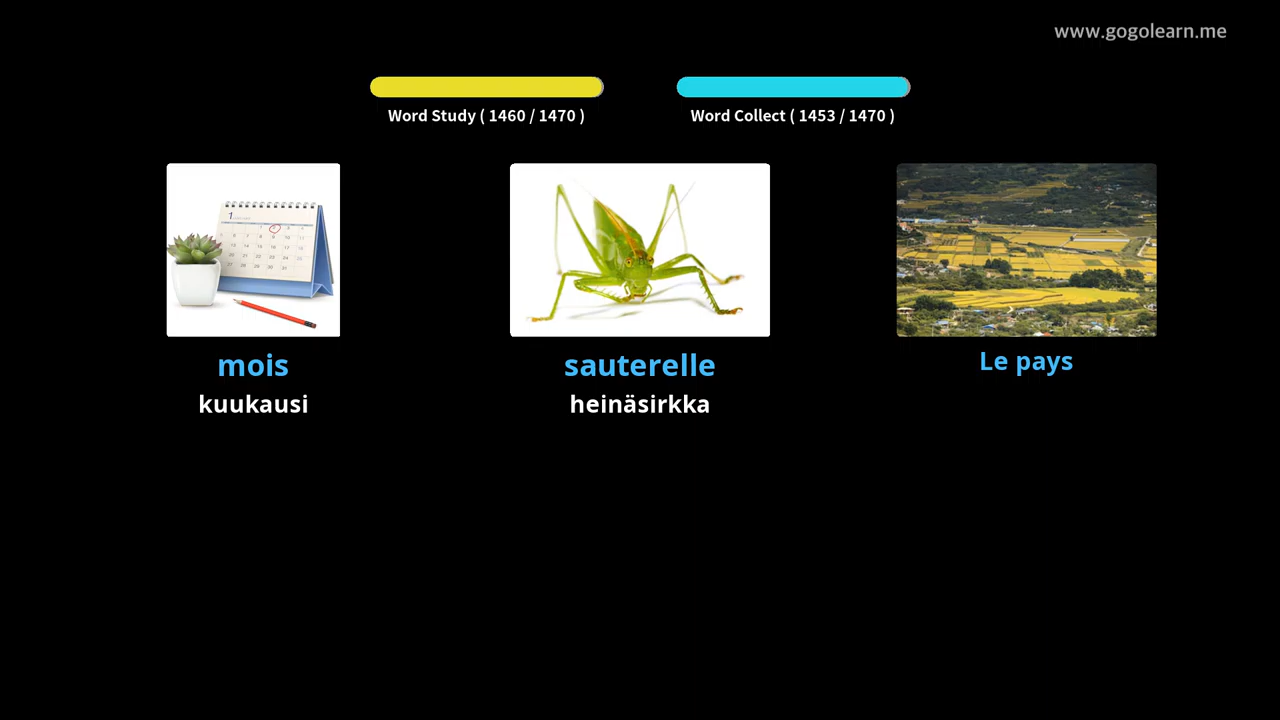 www.gogolearn.me
Word Study ( 1460 / 1470 )
Word Collect ( 1453 / 1470 )
mois
kuukausi
sauterelle
heinäsirkka
Le pays